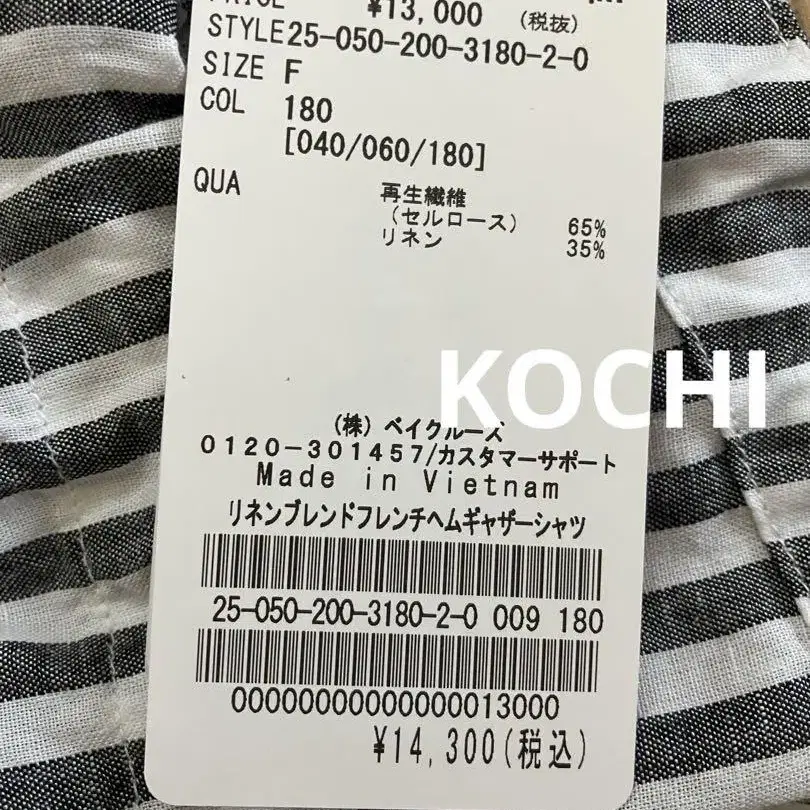 PRICE ¥13,000 (税抜)
STYLE 25-050-200-3180-2-0
SIZE F
COL 180
[040/060/180]
QUA 再生繊維
(セルロース) 65%
リネン 35%
KOCHI
(株) ベイクルーズ
0120-301457/カスタマーサポート
Made in Vietnam
リネンブレンドフレンチヘムギャザーシャツ
25-050-200-3180-2-0 009 180
00000000000000013000
¥14,300(税込)